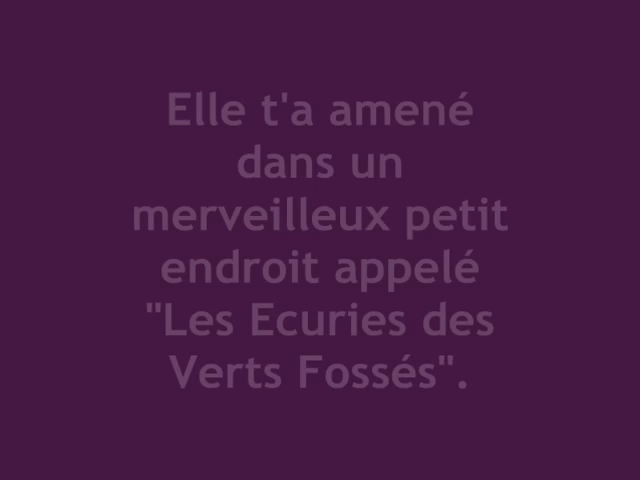 Elle t'a amené
dans un
merveilleux petit
endroit appelé
"Les Ecuries des
Verts Fossés".